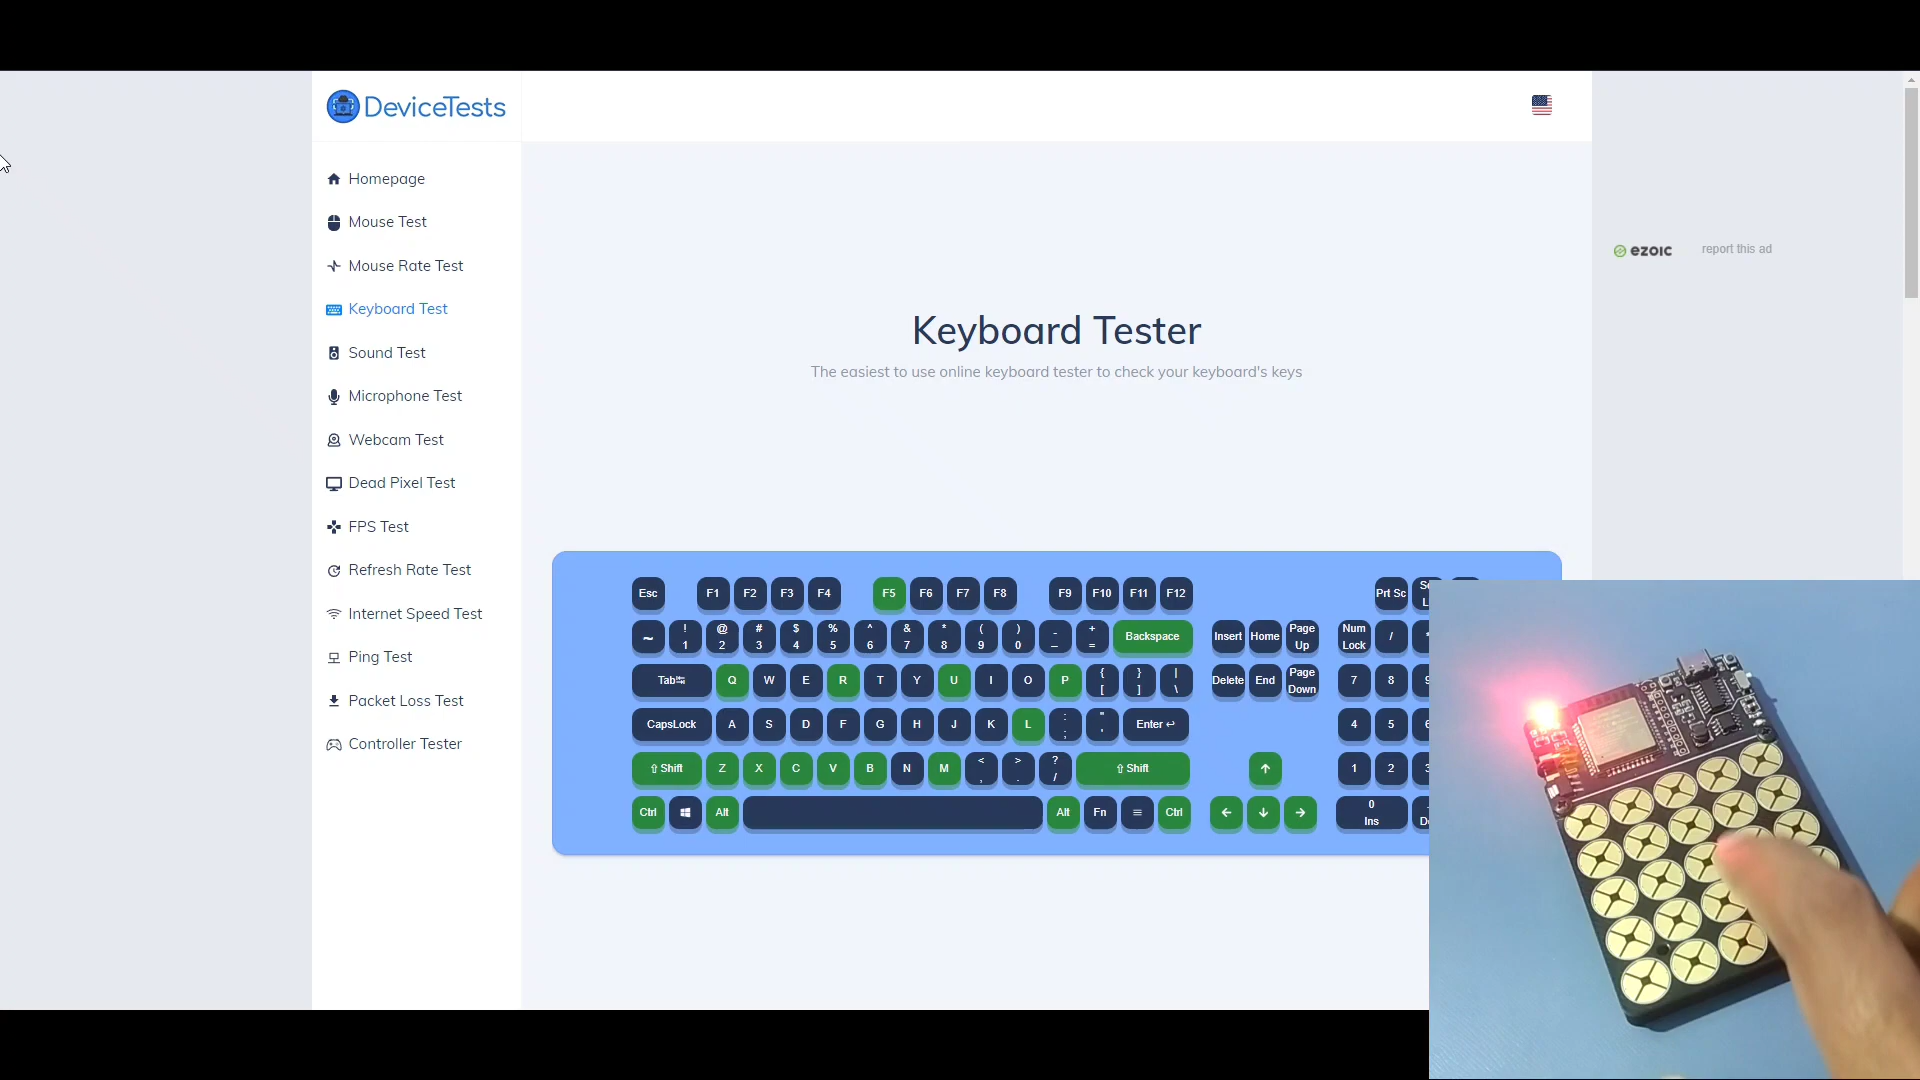 DeviceTests
Homepage
Mouse Test
Mouse Rate Test
Keyboard Test
Sound Test
Microphone Test
Webcam Test
Dead Pixel Test
FPS Test
Refresh Rate Test
Internet Speed Test
Ping Test
Packet Loss Test
Controller Tester
ezoic report this ad
Keyboard Tester
The easiest to use online keyboard tester to check your keyboard's keys
Esc F1 F2 F3 F4 F5 F6 F7 F8 F9 F10 F11 F12 Prt Sc
~ ! 1 @ 2 # 3 $ 4 % 5 ^ 6 & 7 * 8 ( 9 ) 0 - _ + = Backspace Insert Home Page Up Num Lock /
Tab↹ Q W E R T Y U I O P { [ } ] | \ Delete End Page Down 7 8
CapsLock A S D F G H J K L : ; " ' Enter ↩ 4 5
⇧ Shift Z X C V B N M < , > . ? / ⇧ Shift ↑ 1 2
Ctrl Alt Alt Fn ≡ Ctrl ← ↓ → 0 Ins